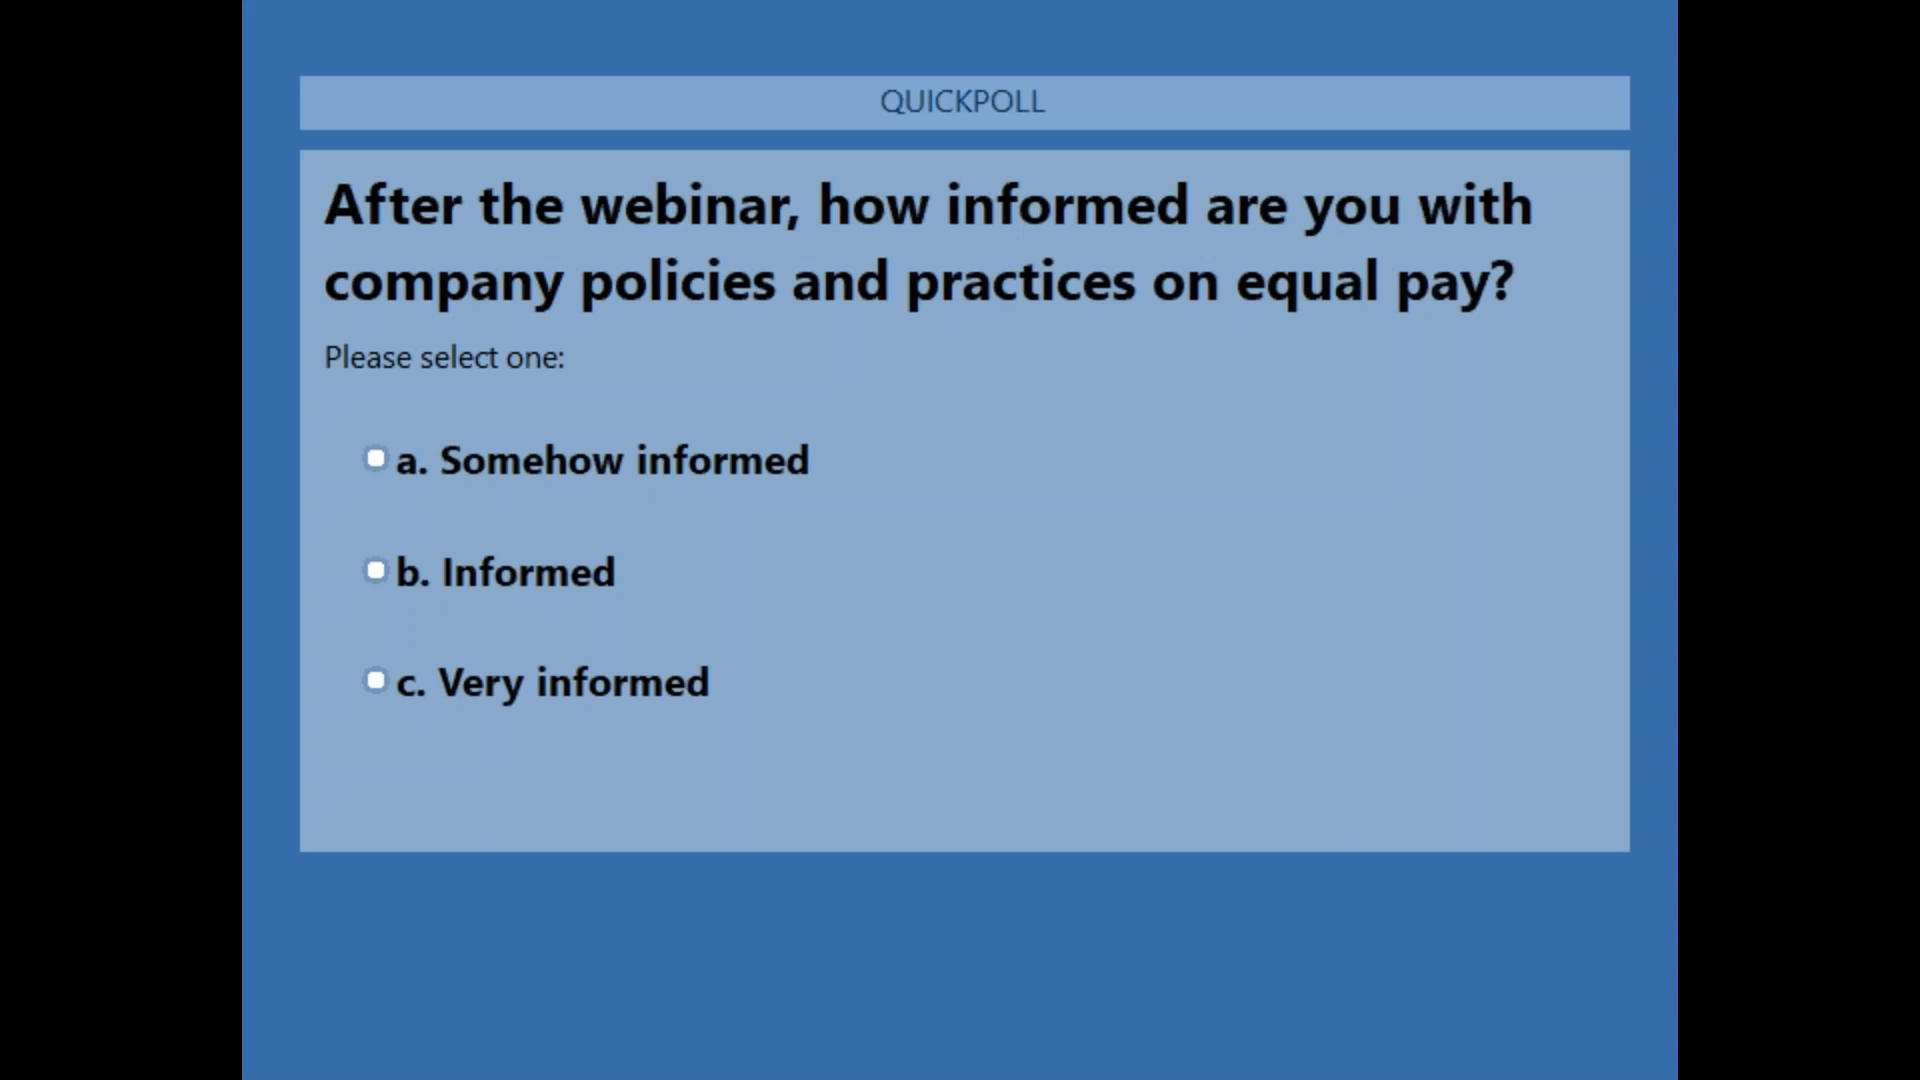 QUICKPOLL
After the webinar, how informed are you with
company policies and practices on equal pay?
Please select one:
a. Somehow informed
b. Informed
c. Very informed